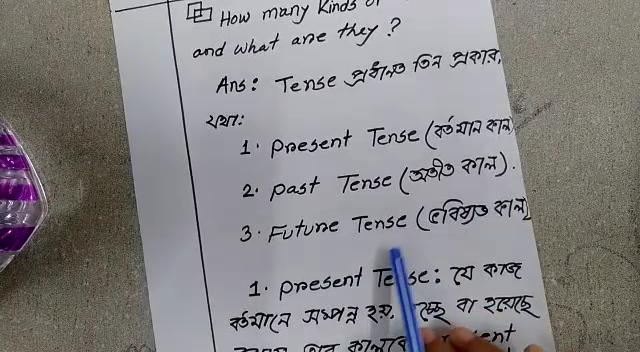 How many Kinds of
and what are they ?
Ans: Tense প্রধানত তিন প্রকার,
যথা:
1. Present Tense (বর্তমান কাল)
2. Past Tense (অতীত কাল).
3. Future Tense (ভবিষ্যত কাল)
1. Present Tense: যে কাজ
বর্তমানে সম্পন্ন হয়, হচ্ছে বা হয়েছে